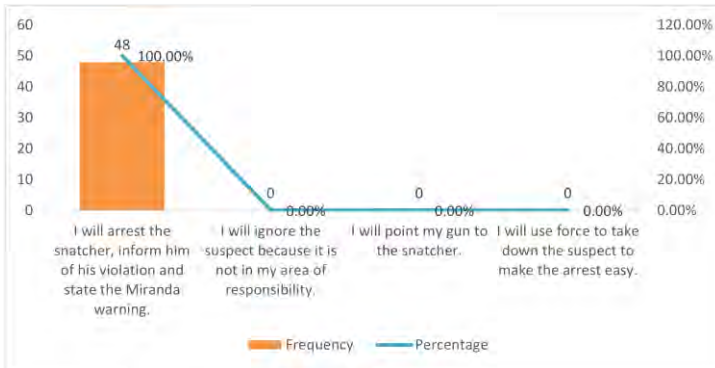 60
50
40
30
20
10
0
120.00%
100.00%
80.00%
60.00%
40.00%
20.00%
0.00%
48
100.00%
0
0.00%
0
0.00%
0
0.00%
I will arrest the
snatcher, inform him
of his violation and
state the Miranda
warning.
I will ignore the
suspect because it is
not in my area of
responsibility.
I will point my gun to
the snatcher.
I will use force to take
down the suspect to
make the arrest easy.
Frequency
Percentage